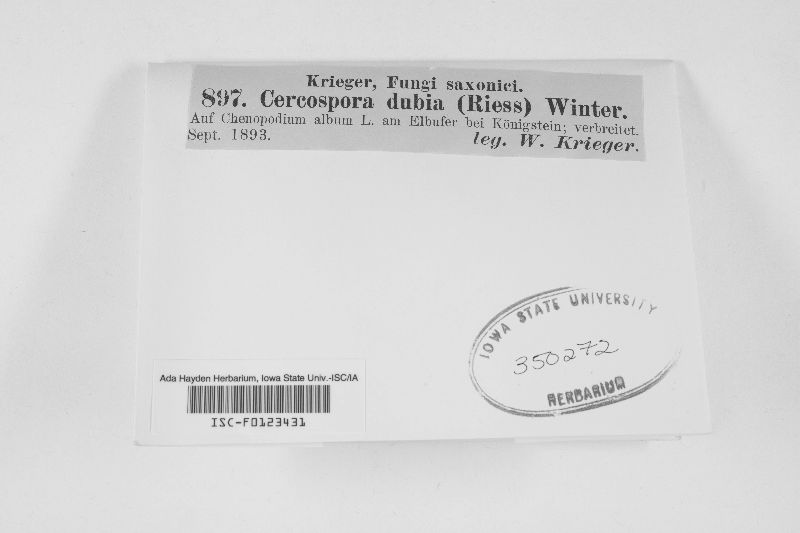 Krieger, Fungi saxonici.
897. Cercospora dubia (Riess) Winter.
Auf Chenopodium album L. am Elbufer bei Königstein; verbreitet.
Sept. 1893.
leg. W. Krieger.
IOWA STATE UNIVERSITY
350272
HERBARIUM
Ada Hayden Herbarium, Iowa State Univ.-ISC/IA
ISC-F0123431